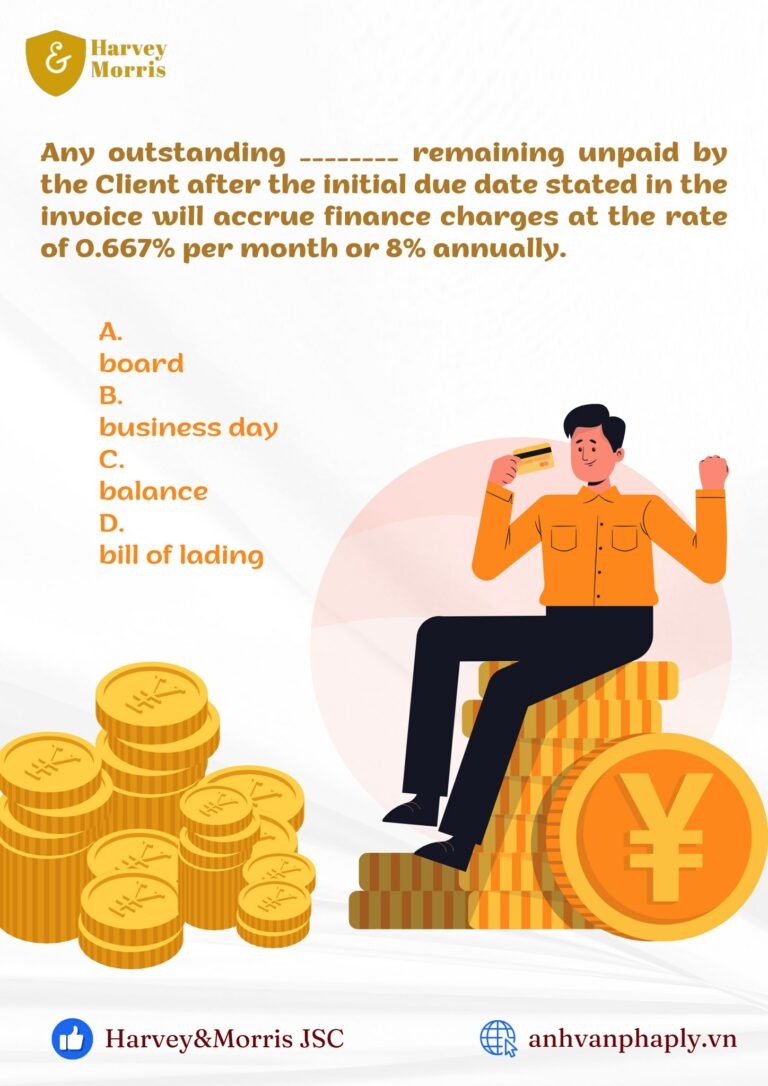 & Harvey
Morris
Any outstanding ________ remaining unpaid by
the Client after the initial due date stated in the
invoice will accrue finance charges at the rate
of 0.667% per month or 8% annually.
A.
board
B.
business day
C.
balance
D.
bill of lading
¥
Harvey&Morris JSC
anhvanphaply.vn